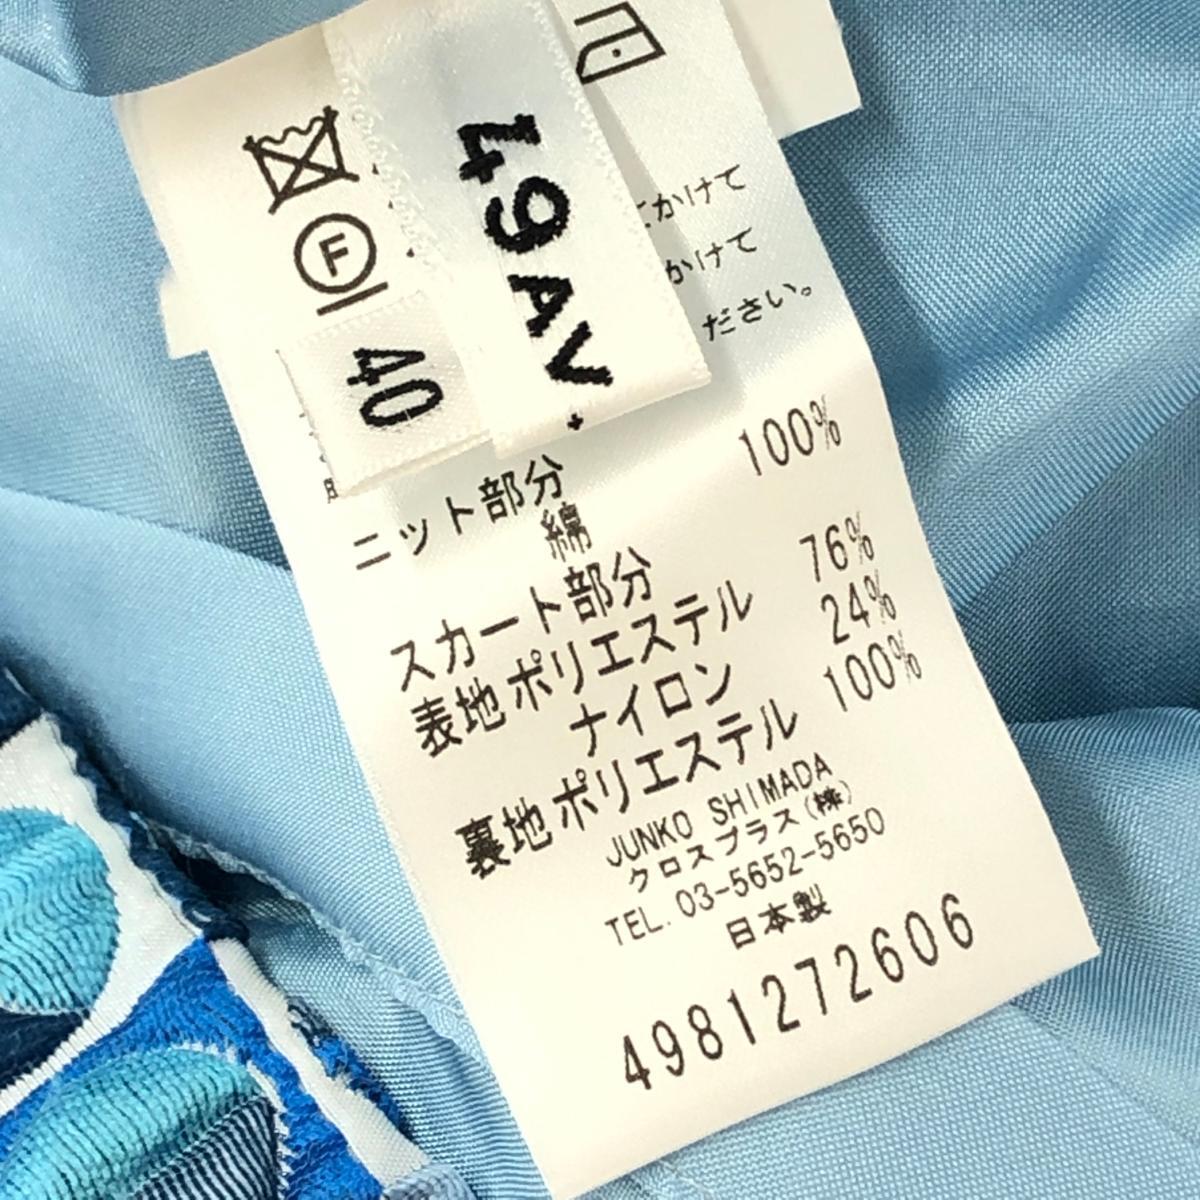 49AV.
40
F
にかけて
かけて
ださい。
ニット部分
綿 100%
スカート部分
表地 ポリエステル 76%
ナイロン 24%
裏地 ポリエステル 100%
JUNKO SHIMADA
クロスプラス(株)
TEL. 03-5652-5650
日本製
4981272606